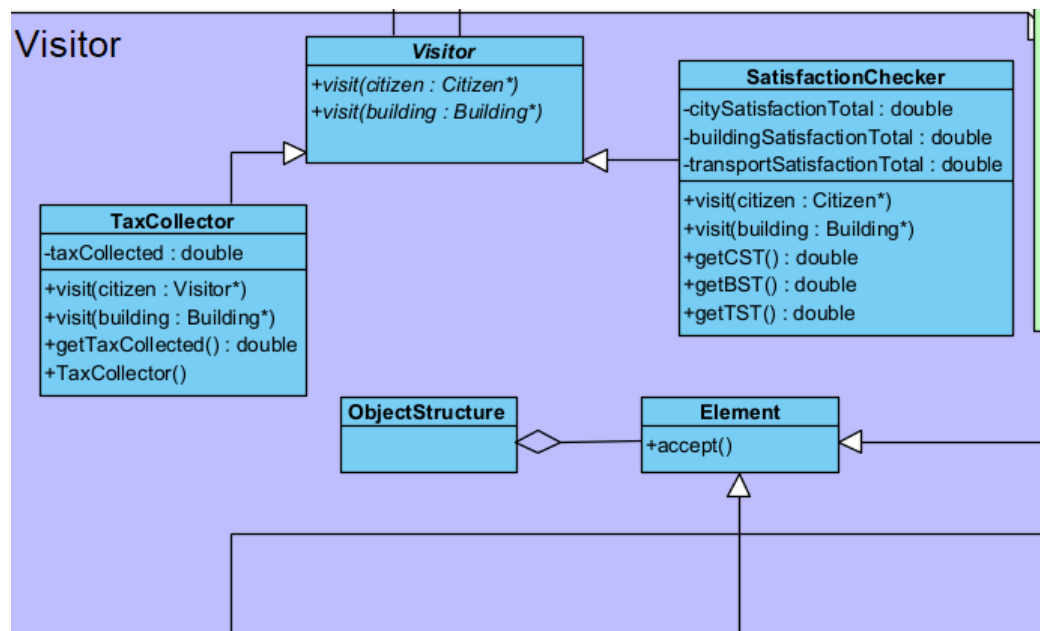 Visitor
Visitor
+visit(citizen : Citizen*)
+visit(building : Building*)
SatisfactionChecker
-citySatisfactionTotal : double
-buildingSatisfactionTotal : double
-transportSatisfactionTotal : double
+visit(citizen : Citizen*)
+visit(building : Building*)
+getCST() : double
+getBST() : double
+getTST() : double
TaxCollector
-taxCollected : double
+visit(citizen : Visitor*)
+visit(building : Building*)
+getTaxCollected() : double
+TaxCollector()
ObjectStructure
Element
+accept()